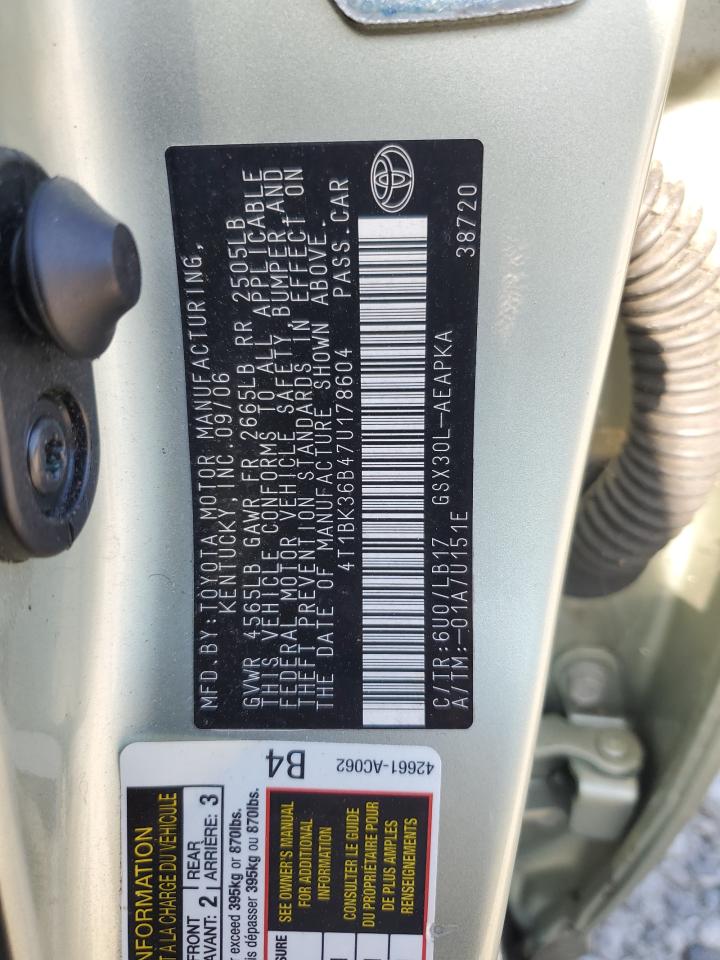 MFD.BY:TOYOTA MOTOR MANUFACTURING,
KENTUCKY, INC. 09/06
GVWR 4565LB GAWR FR 2665LB RR 2505LB
THIS VEHICLE CONFORMS TO ALL APPLICABLE
FEDERAL MOTOR VEHICLE SAFETY, BUMPER AND
THEFT PREVENTION STANDARDS IN EFFECT ON
THE DATE OF MANUFACTURE SHOWN ABOVE.
4T1BK36B47U178604 PASS.CAR
C/TR:6U0/LB17 GSX30L-AEAPKA
A/TM:-01A/U151E 38720
B4
42661-AC062
INFORMATION
À LA CHARGE DU VÉHICULE
FRONT
AVANT: 2
REAR
ARRIÈRE: 3
exceed 395kg or 870lbs.
dépasser 395kg ou 870lbs.
SEE OWNER'S MANUAL
FOR ADDITIONAL
INFORMATION
CONSULTER LE GUIDE
DU PROPRIÉTAIRE POUR
DE PLUS AMPLES
RENSEIGNEMENTS